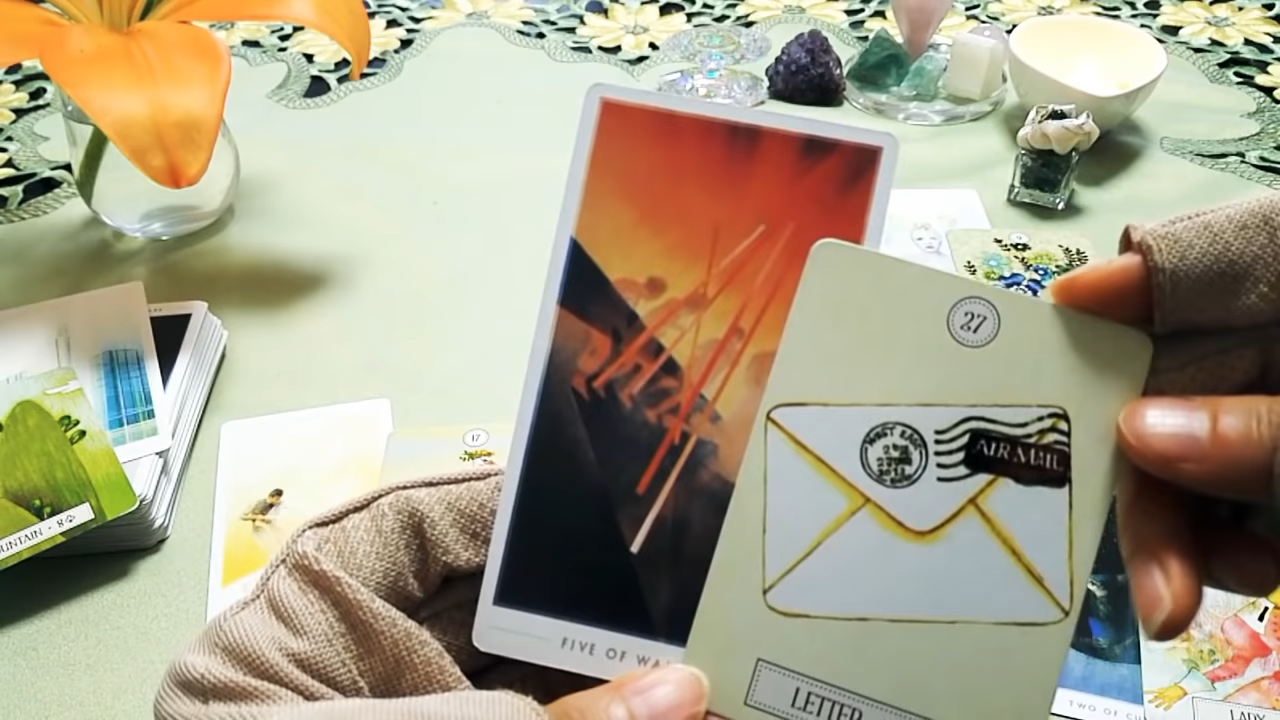 27
AIR MAIL
LETTER
FIVE OF WA
17
UNTAIN • 8
TWO OF CU
LADY